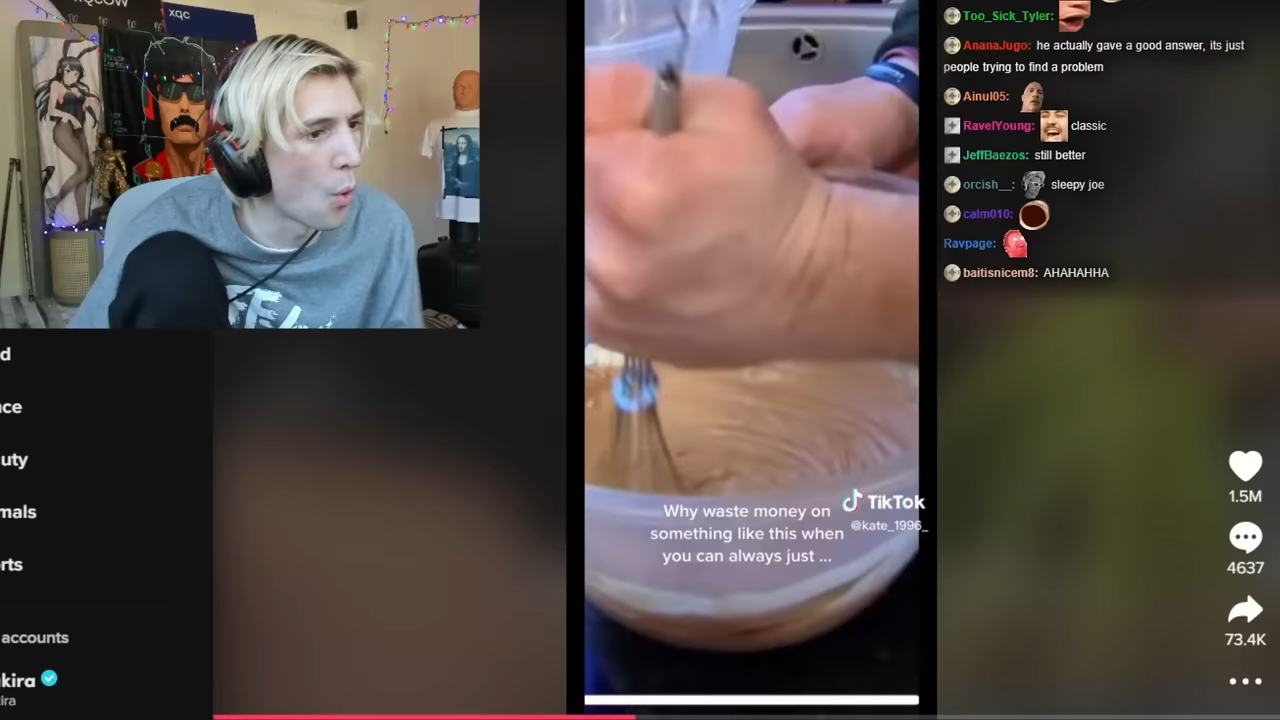 xqc
Too_Sick_Tyler:
AnanaJugo: he actually gave a good answer, its just
people trying to find a problem
Ainul05:
RavelYoung: classic
JeffBaezos: still better
orcish__: sleepy joe
calm010:
Ravpage:
baitisnicem8: AHAHAHHA
d
ce
uty
mals
rts
accounts
kira
ira
Why waste money on
something like this when
you can always just ...
TikTok
@kate_1996_
1.5M
4637
73.4K